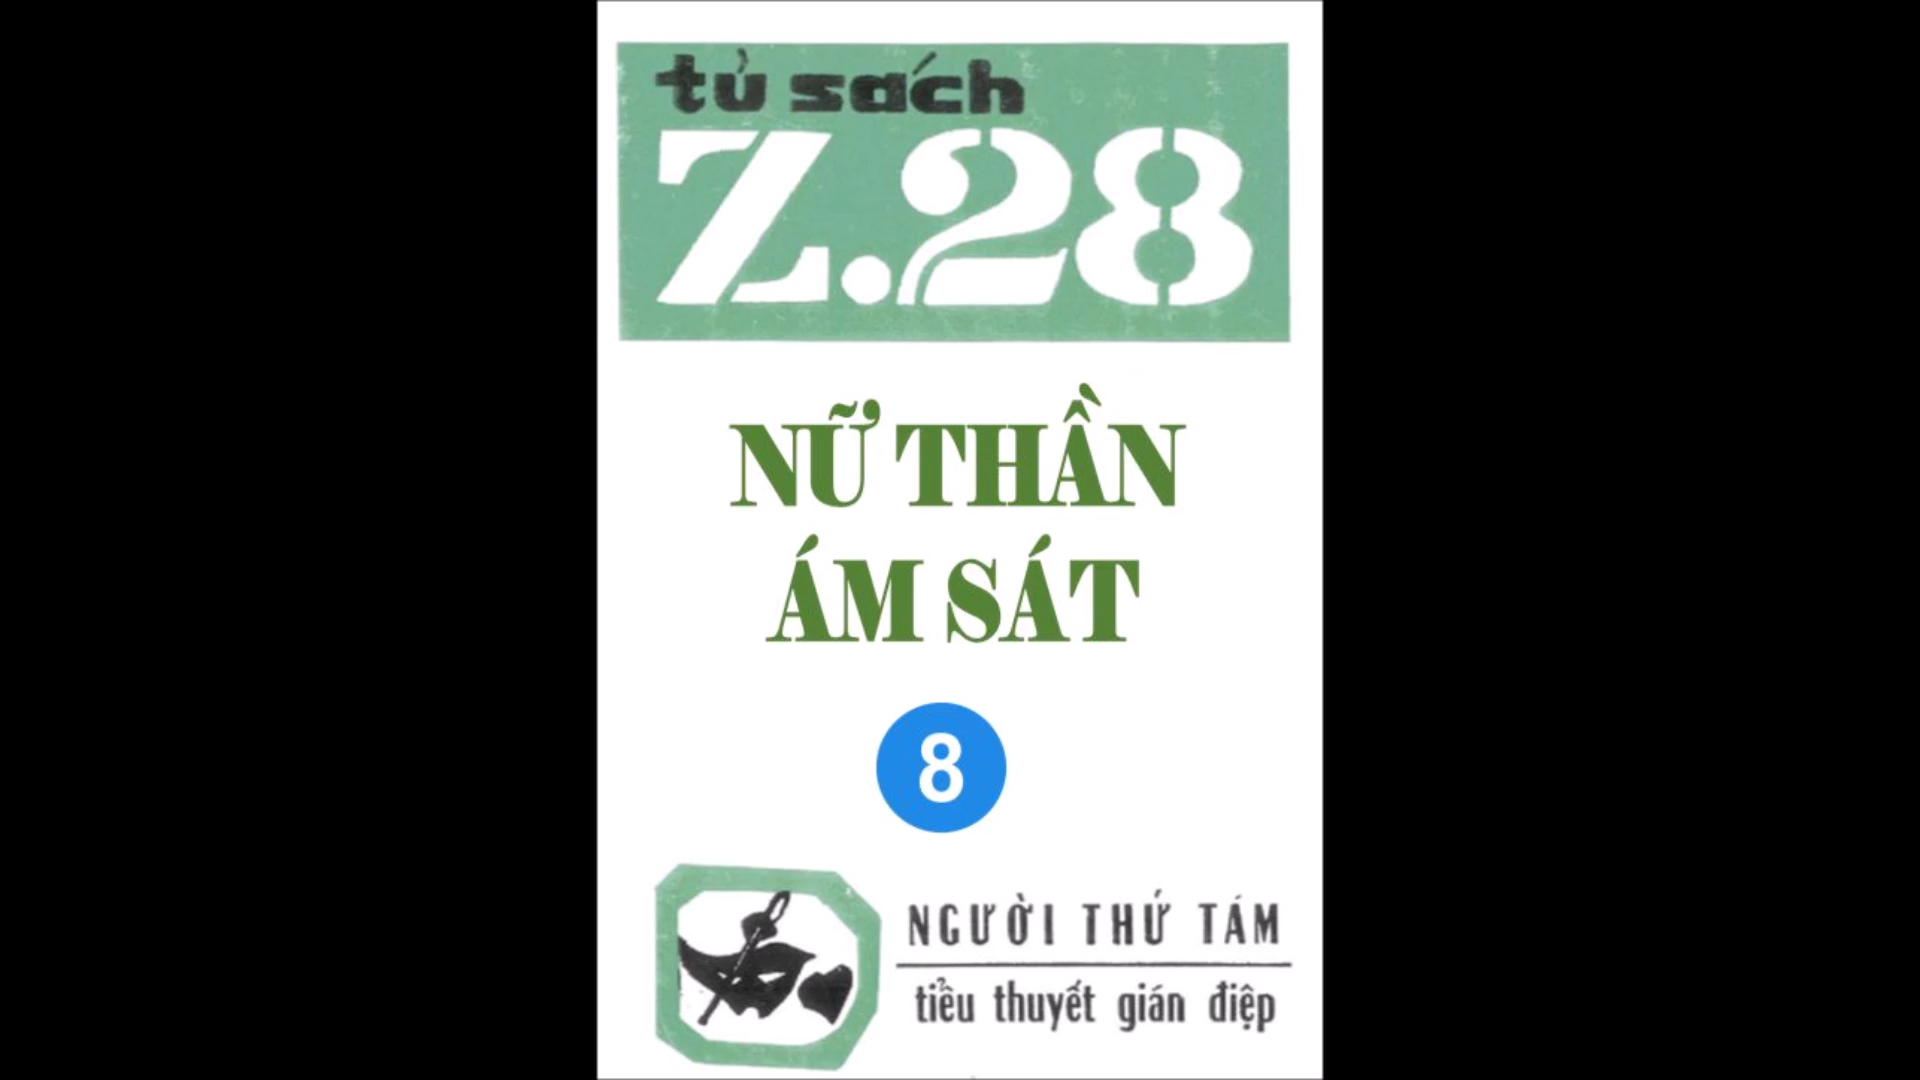 tủ sách
Z.28
NỮ THẦN
ÁM SÁT
8
NGƯỜI THỨ TÁM
tiểu thuyết gián điệp